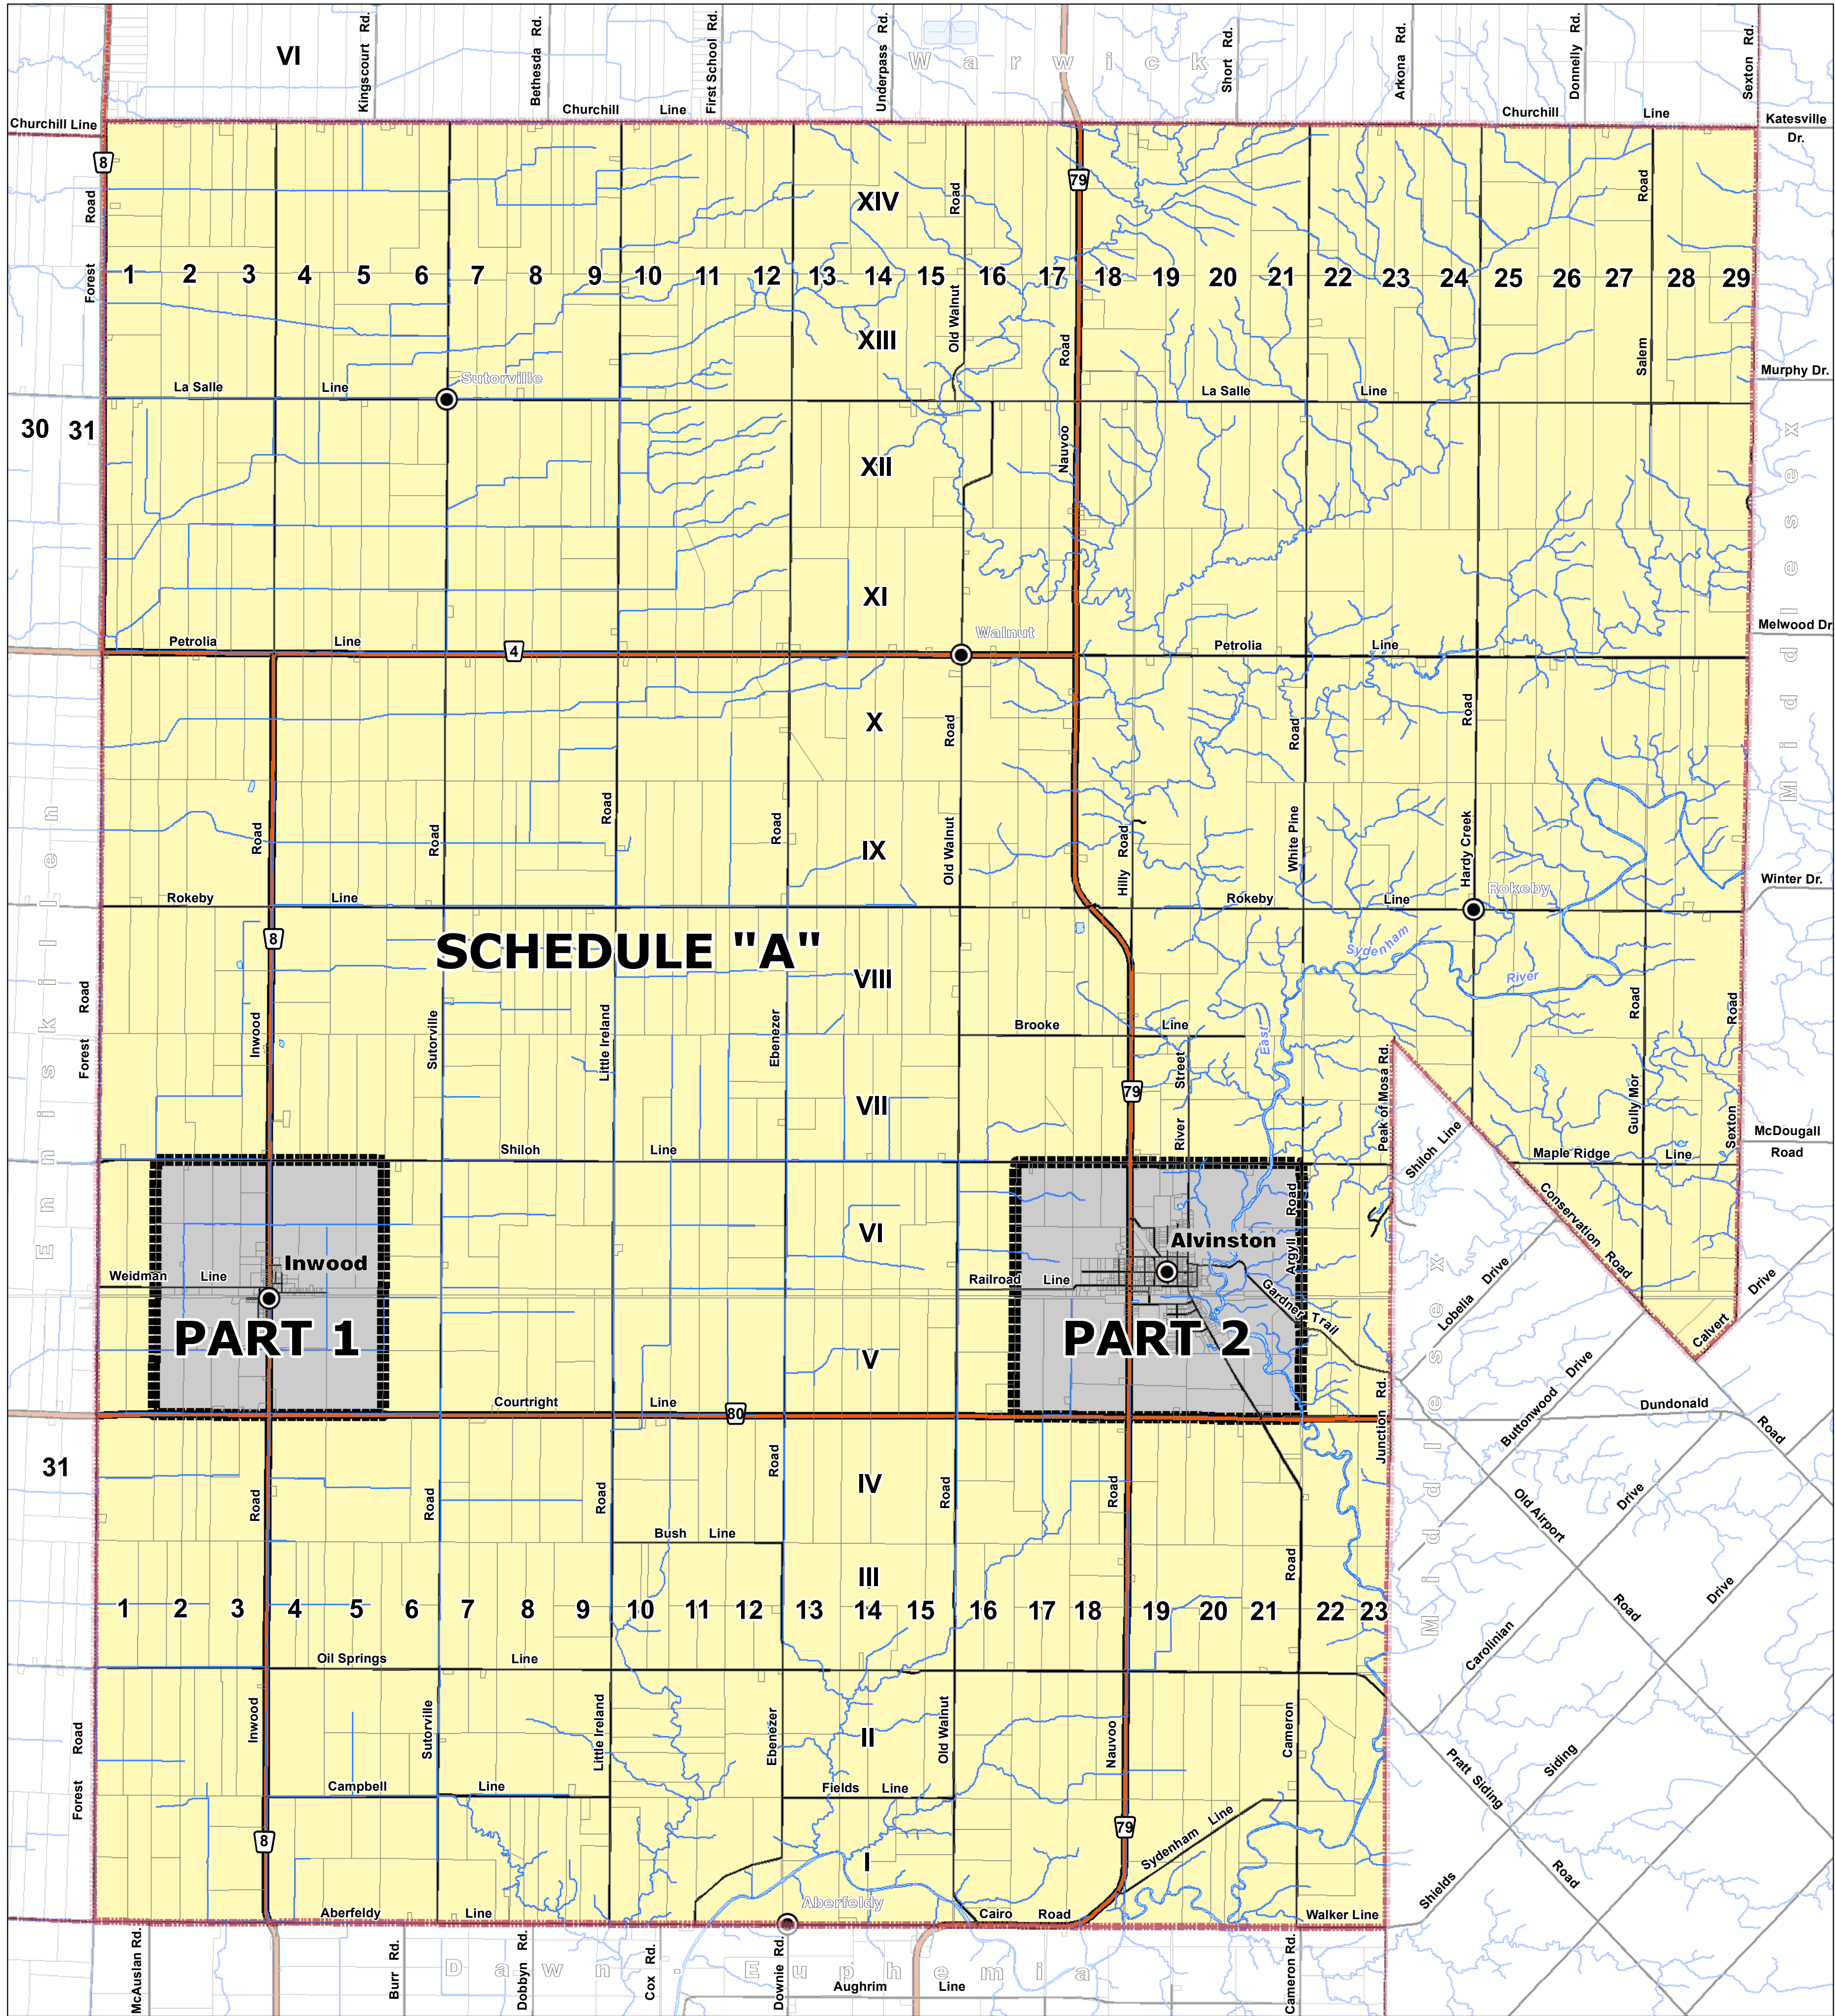 VI
Kingscourt Rd.
Bethesda Rd.
First School Rd.
Underpass Rd.
Warwick
Short Rd.
Arkona Rd.
Donnelly Rd.
Sexton Rd.
Churchill Line
Churchill Line
Churchill Line
Katesville Dr.
8
79
Forest Road
XIV
Old Walnut Road
Salem Road
1 2 3 4 5 6 7 8 9 10 11 12 13 14 15 16 17 18 19 20 21 22 23 24 25 26 27 28 29
XIII
Nauvoo Road
Sutorville
La Salle Line
La Salle Line
Murphy Dr.
30 31
XII
Middlesex
XI
Walnut
Petrolia Line
4
Petrolia Line
Melwood Dr
X
Old Walnut Road
White Pine Road
Hardy Creek Road
Enniskillen
Inwood Road
Sutorville Road
Little Ireland Road
Ebenezer Road
IX
Hilly Road
Rokeby
Winter Dr.
Rokeby Line
Rokeby Line
8
SCHEDULE "A"
VIII
East Sydenham River
Forest Road
Gully Mor Road
Sexton Road
Brooke Line
River Street
79
Peak of Mosa Rd.
VII
Shiloh Line
Shiloh Line
Maple Ridge Line
McDougall Road
Conservation Road
VI
Inwood
Alvinston
Argyll Road
Weidman Line
Railroad Line
Gardner Trail
PART 1
PART 2
V
Lobelia Drive
Calvert Drive
Middlesex
Courtright Line
80
Junction Rd.
Buttonwood Drive
Dundonald Road
31
Road
Road
Road
Road
IV
Road
Road
Old Airport Road
Drive
Bush Line
III
Road
1 2 3 4 5 6 7 8 9 10 11 12 13 14 15 16 17 18 19 20 21 22 23
Carolinian Drive
Oil Springs Line
Forest Road
Inwood
Sutorville
Little Ireland
Ebenezer
II
Old Walnut
Nauvoo
Cameron
Pratt Siding Road
Campbell Line
Fields Line
8
79
Sydenham Line
I
Shields Siding
Aberfeldy
Aberfeldy Line
Cairo Road
Walker Line
McAuslan Rd.
Burr Rd.
Dobbyn Rd.
Cox Rd.
Downie Rd.
Cameron Rd.
Dawn - Euphemia
Aughrim Line